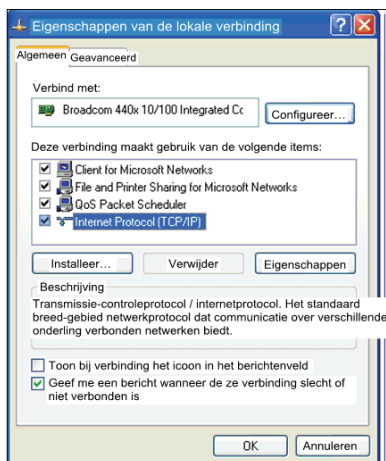 Eigenschappen van de lokale verbinding
Algemeen Geavanceerd
Verbind met:
Broadcom 440x 10/100 Integrated Cc
Configureer...
Deze verbinding maakt gebruik van de volgende items:
Client for Microsoft Networks
File and Printer Sharing for Microsoft Networks
QoS Packet Scheduler
Internet Protocol (TCP/IP)
Installeer... Verwijder Eigenschappen
Beschrijving
Transmissie-controleprotocol / internetprotocol. Het standaard
breed-gebied netwerkprotocol dat communicatie over verschillende
onderling verbonden netwerken biedt.
Toon bij verbinding het icoon in het berichtenveld
Geef me een bericht wanneer de ze verbinding slecht of
niet verbonden is
OK Annuleren